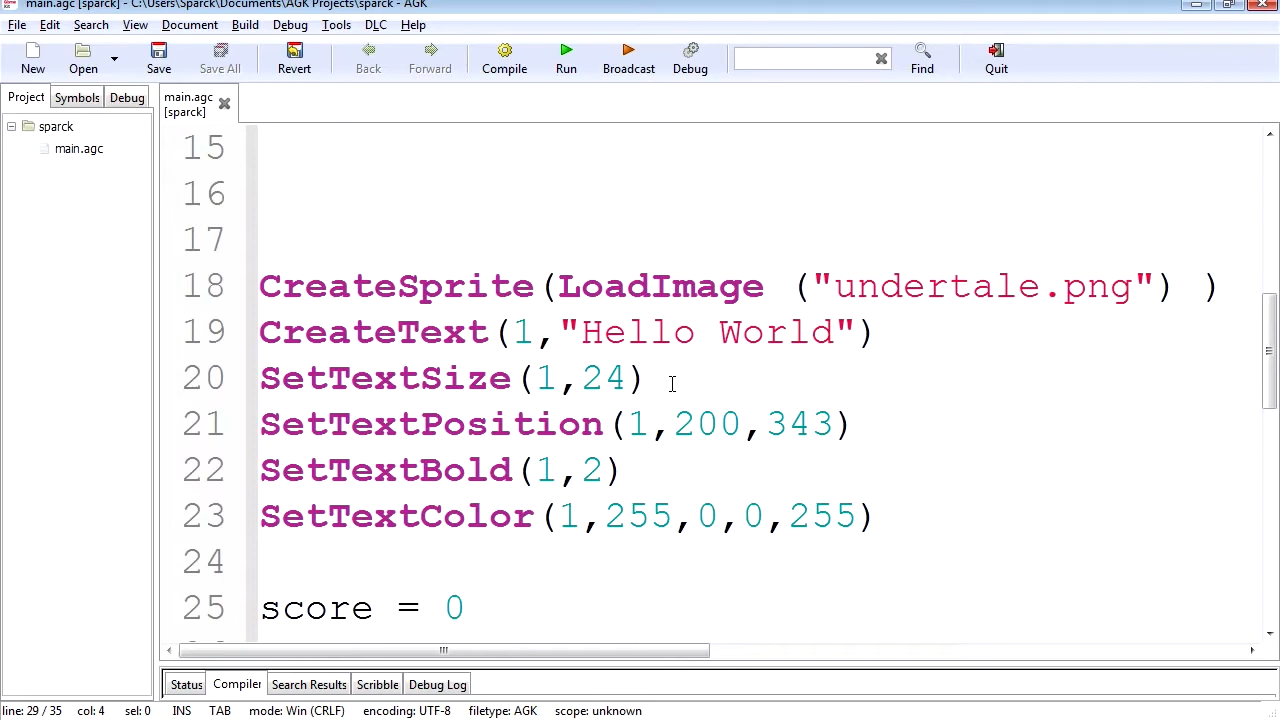 main.agc [sparck] - C:\Users\Sparck\Documents\AGK Projects\sparck - AGK
File Edit Search View Document Build Debug Tools DLC Help
New Open Save Save All Revert Back Forward Compile Run Broadcast Debug Find Quit
Project Symbols Debug
main.agc
[sparck]
sparck
main.agc
15
16
17
18 CreateSprite(LoadImage ("undertale.png") )
19 CreateText(1,"Hello World")
20 SetTextSize(1,24)
21 SetTextPosition(1,200,343)
22 SetTextBold(1,2)
23 SetTextColor(1,255,0,0,255)
24
25 score = 0
Status Compiler Search Results Scribble Debug Log
line: 29 / 35 col: 4 sel: 0 INS TAB mode: Win (CRLF) encoding: UTF-8 filetype: AGK scope: unknown